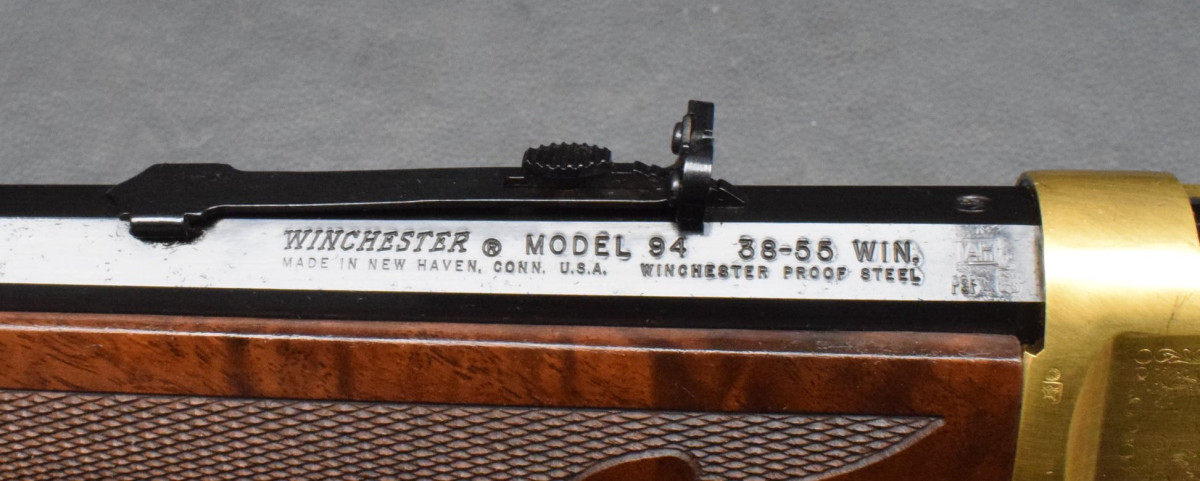 WINCHESTER ® MODEL 94 38-55 WIN.
MADE IN NEW HAVEN, CONN. U.S.A. WINCHESTER PROOF STEEL